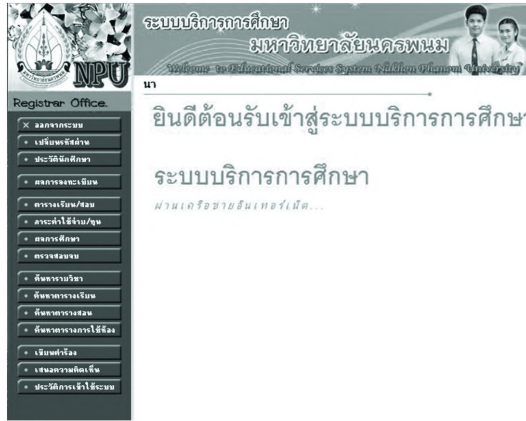 ระบบบริการการศึกษา
มหาวิทยาลัยนครพนม
Welcome to Educational Services System Nakhon Phanom University
NPU
นา
Registrar Office.
ยินดีต้อนรับเข้าสู่ระบบบริการการศึกษ
ระบบบริการการศึกษา
ผ่านเครือข่ายอินเทอร์เน็ต...
ออกจากระบบ
เปลี่ยนรหัสผ่าน
ประวัตินักศึกษา
ผลการลงทะเบียน
ตารางเรียน/สอบ
ภาระค่าใช้จ่าย/ทุน
ผลการศึกษา
ตรวจสอบจบ
ค้นหารายวิชา
ค้นหาตารางเรียน
ค้นหาตารางสอน
ค้นหาตารางการใช้ห้อง
เขียนคำร้อง
เสนอความคิดเห็น
ประวัติการเข้าใช้ระบบ